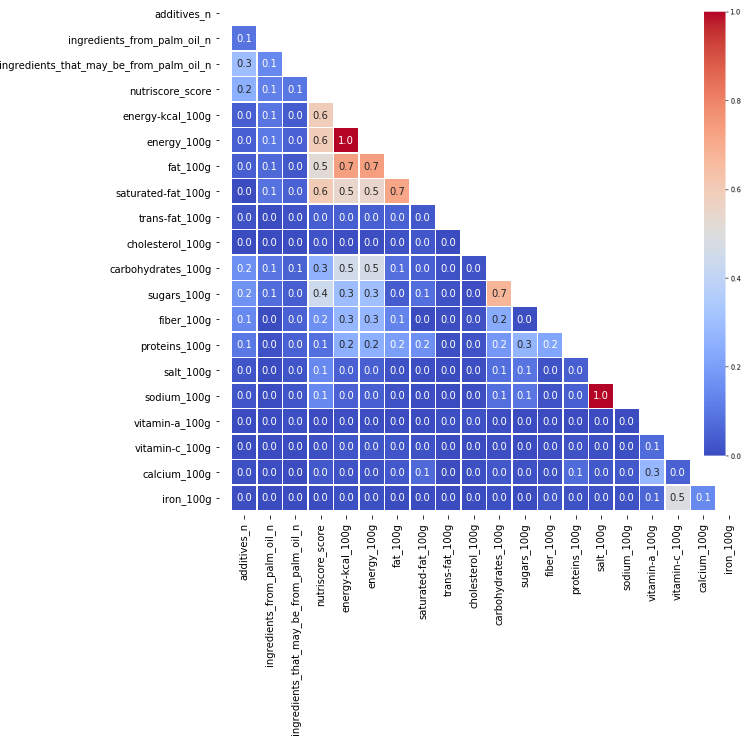 additives_n
ingredients_from_palm_oil_n 0.1
ingredients_that_may_be_from_palm_oil_n 0.3 0.1
nutriscore_score 0.2 0.1 0.1
energy-kcal_100g 0.0 0.1 0.0 0.6
energy_100g 0.0 0.1 0.0 0.6 1.0
fat_100g 0.0 0.1 0.0 0.5 0.7 0.7
saturated-fat_100g 0.0 0.1 0.0 0.6 0.5 0.5 0.7
trans-fat_100g 0.0 0.0 0.0 0.0 0.0 0.0 0.0 0.0
cholesterol_100g 0.0 0.0 0.0 0.0 0.0 0.0 0.0 0.0 0.0
carbohydrates_100g 0.2 0.1 0.1 0.3 0.5 0.5 0.1 0.0 0.0 0.0
sugars_100g 0.2 0.1 0.0 0.4 0.3 0.3 0.0 0.1 0.0 0.0 0.7
fiber_100g 0.1 0.0 0.0 0.2 0.3 0.3 0.1 0.0 0.0 0.0 0.2 0.0
proteins_100g 0.1 0.0 0.0 0.1 0.2 0.2 0.2 0.2 0.0 0.0 0.2 0.3 0.2
salt_100g 0.0 0.0 0.0 0.1 0.0 0.0 0.0 0.0 0.0 0.0 0.1 0.1 0.0 0.0
sodium_100g 0.0 0.0 0.0 0.1 0.0 0.0 0.0 0.0 0.0 0.0 0.1 0.1 0.0 0.0 1.0
vitamin-a_100g 0.0 0.0 0.0 0.0 0.0 0.0 0.0 0.0 0.0 0.0 0.0 0.0 0.0 0.0 0.0 0.0
vitamin-c_100g 0.0 0.0 0.0 0.0 0.0 0.0 0.0 0.0 0.0 0.0 0.0 0.0 0.0 0.0 0.0 0.0 0.1
calcium_100g 0.0 0.0 0.0 0.0 0.0 0.0 0.0 0.1 0.0 0.0 0.0 0.0 0.0 0.1 0.0 0.0 0.3 0.0
iron_100g 0.0 0.0 0.0 0.0 0.0 0.0 0.0 0.0 0.0 0.0 0.0 0.0 0.0 0.0 0.0 0.0 0.1 0.5 0.1
additives_n
ingredients_from_palm_oil_n
ingredients_that_may_be_from_palm_oil_n
nutriscore_score
energy-kcal_100g
energy_100g
fat_100g
saturated-fat_100g
trans-fat_100g
cholesterol_100g
carbohydrates_100g
sugars_100g
fiber_100g
proteins_100g
salt_100g
sodium_100g
vitamin-a_100g
vitamin-c_100g
calcium_100g
iron_100g
1.0
0.8
0.6
0.4
0.2
0.0